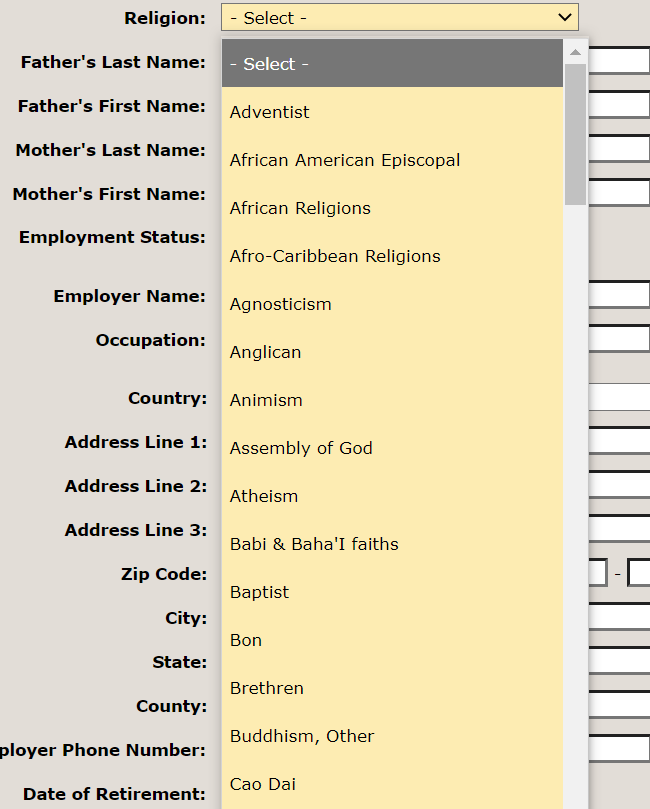 Religion: - Select -
- Select -
Father's Last Name:
Adventist
Father's First Name:
Mother's Last Name:
African American Episcopal
Mother's First Name:
African Religions
Employment Status:
Afro-Caribbean Religions
Employer Name:
Agnosticism
Occupation:
Anglican
Country:
Animism
Address Line 1:
Assembly of God
Address Line 2:
Atheism
Address Line 3:
Babi & Baha'I faiths
Zip Code: -
Baptist
City:
Bon
State:
Brethren
County:
Buddhism, Other
ployer Phone Number:
Cao Dai
Date of Retirement: